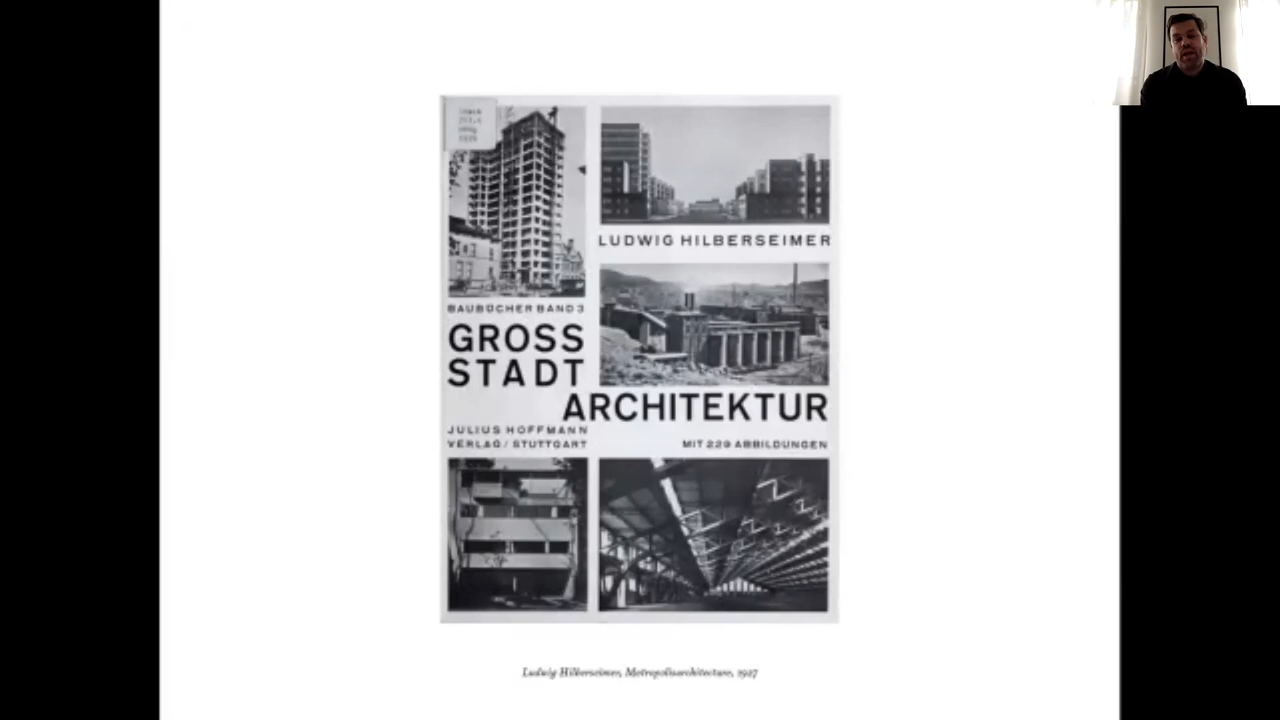 LUDWIG HILBERSEIMER
BAUBÜCHER BAND 3
GROSS
STADT
ARCHITEKTUR
JULIUS HOFFMANN
VERLAG / STUTTGART
MIT 229 ABBILDUNGEN
Ludwig Hilberseimer, Metropolisarchitecture, 1927